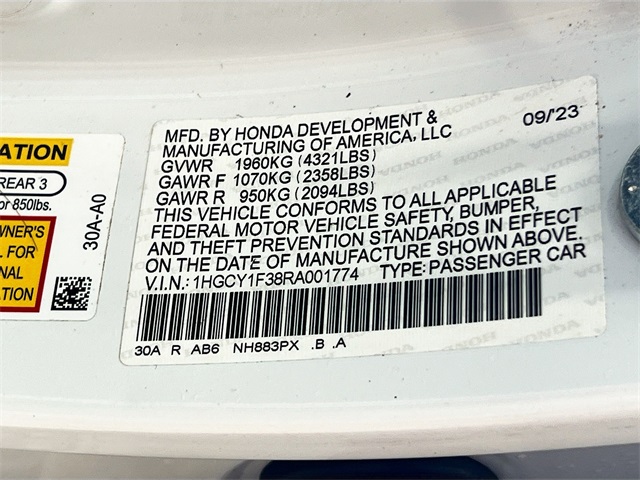 ATION
REAR 3
or 850lbs.
WNER'S
L FOR
ONAL
ATION
30A-A0
MFD. BY HONDA DEVELOPMENT & 09/'23
MANUFACTURING OF AMERICA, LLC
GVWR 1960KG (4321LBS)
GAWR F 1070KG (2358LBS)
GAWR R 950KG (2094LBS)
THIS VEHICLE CONFORMS TO ALL APPLICABLE
FEDERAL MOTOR VEHICLE SAFETY, BUMPER,
AND THEFT PREVENTION STANDARDS IN EFFECT
ON THE DATE OF MANUFACTURE SHOWN ABOVE.
V.I.N.: 1HGCY1F38RA001774 TYPE: PASSENGER CAR
30A R AB6 NH883PX .B .A